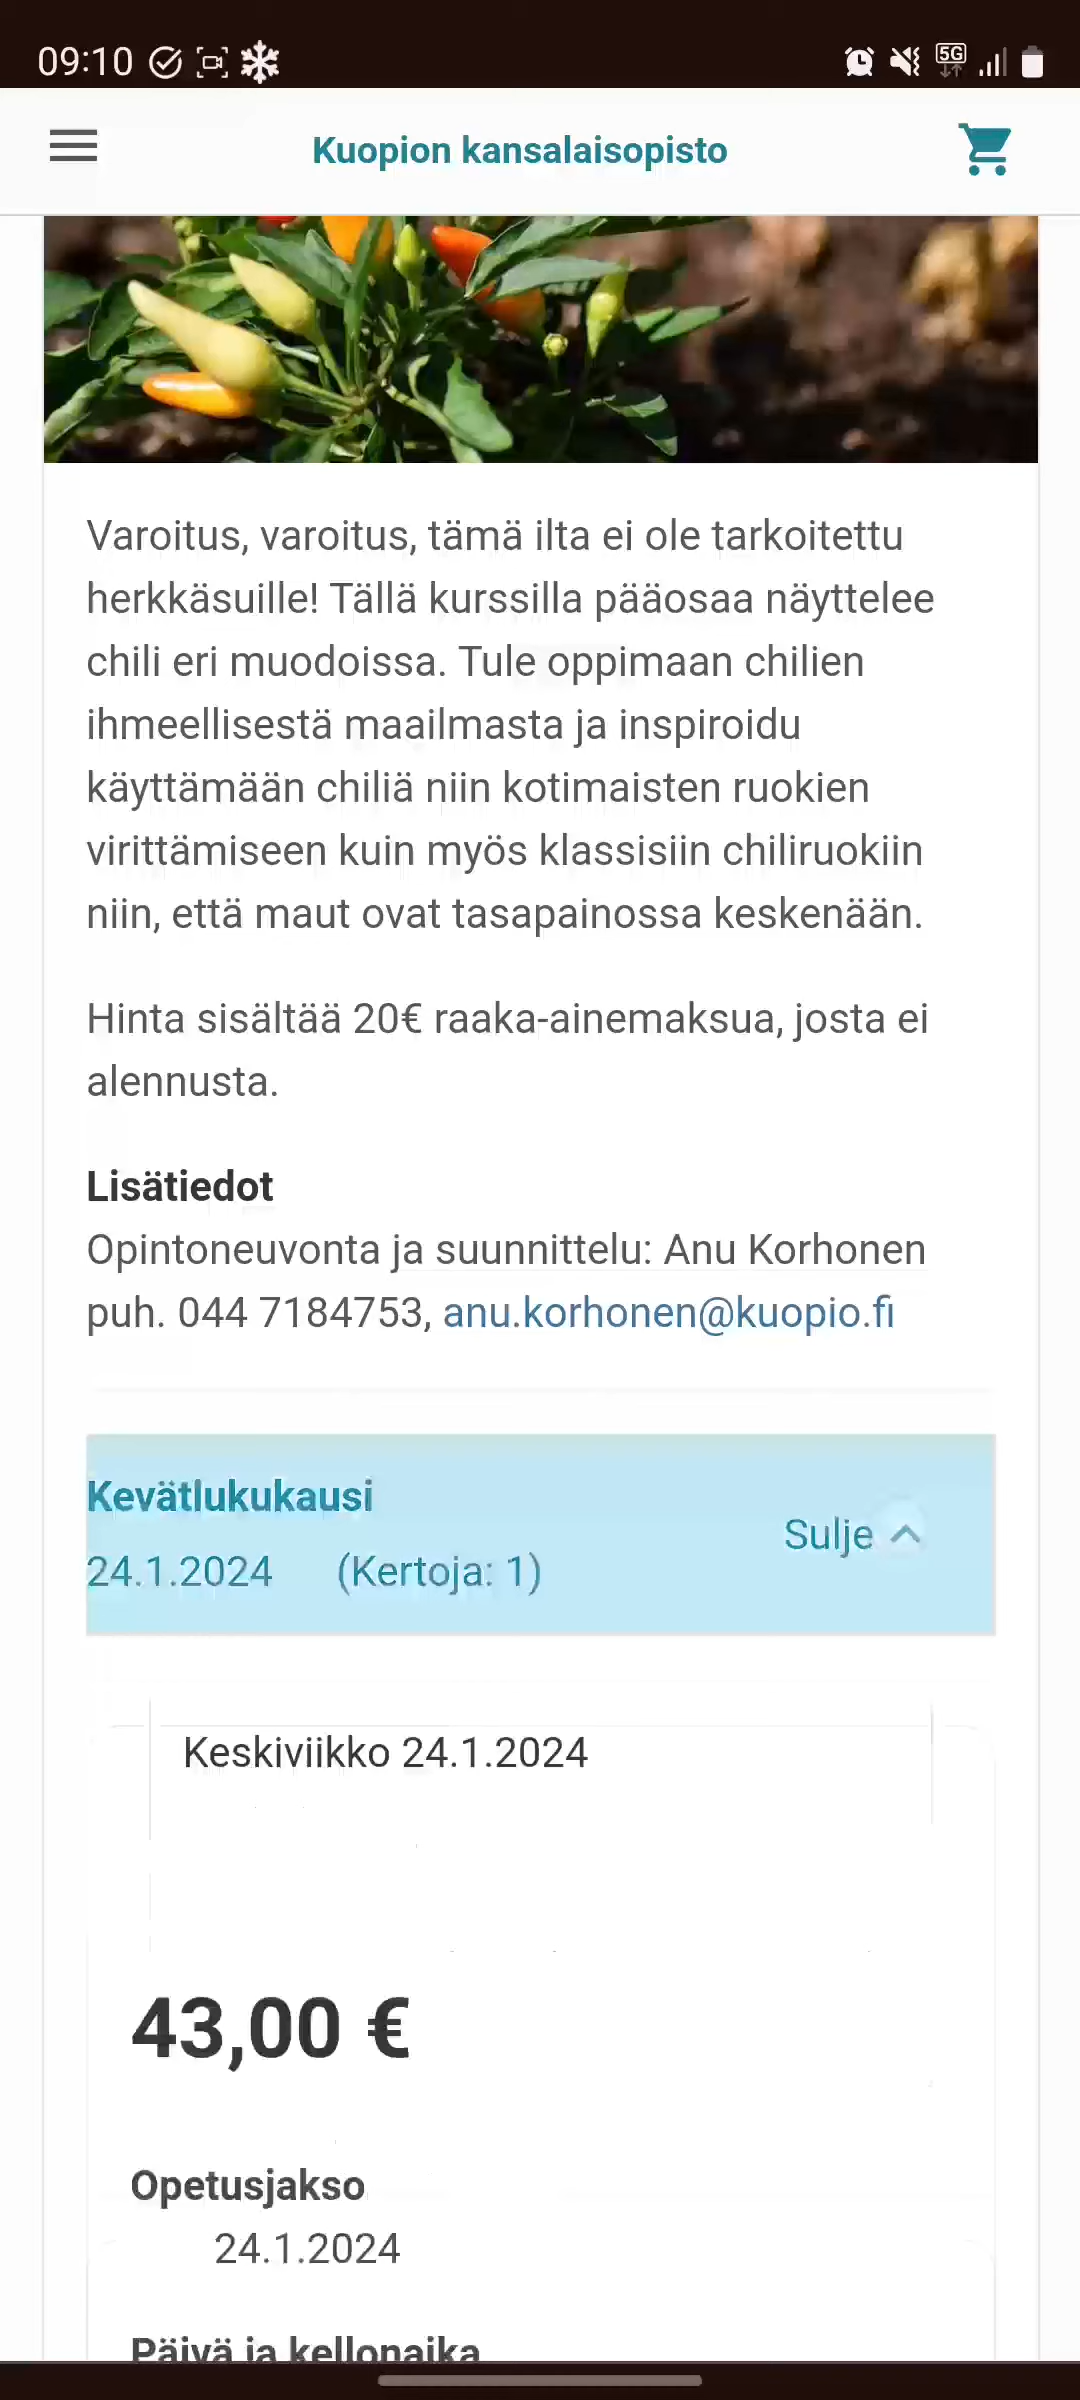 09:10
5G
Kuopion kansalaisopisto
Varoitus, varoitus, tämä ilta ei ole tarkoitettu
herkkäsuille! Tällä kurssilla pääosaa näyttelee
chili eri muodoissa. Tule oppimaan chilien
ihmeellisestä maailmasta ja inspiroidu
käyttämään chiliä niin kotimaisten ruokien
virittämiseen kuin myös klassisiin chiliruokiin
niin, että maut ovat tasapainossa keskenään.
Hinta sisältää 20€ raaka-ainemaksua, josta ei
alennusta.
Lisätiedot
Opintoneuvonta ja suunnittelu: Anu Korhonen
puh. 044 7184753, anu.korhonen@kuopio.fi
Kevätlukukausi
Sulje
24.1.2024 (Kertoja: 1)
Keskiviikko 24.1.2024
43,00 €
Opetusjakso
24.1.2024
Päivä ja kellonaika